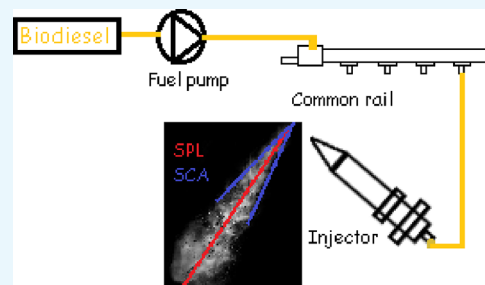 Biodiesel
Fuel pump
Common rail
SPL
SCA
Injector